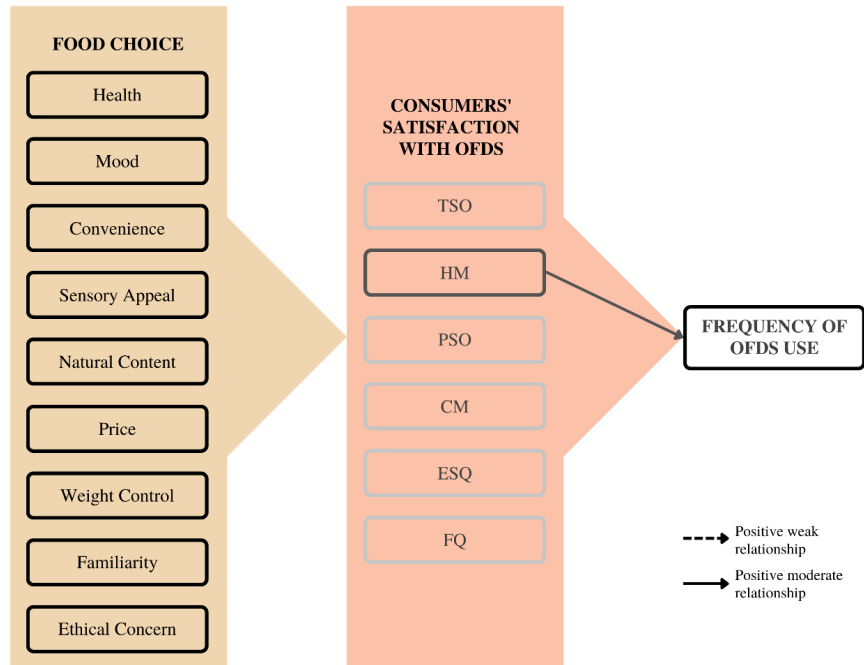 FOOD CHOICE
Health
Mood
Convenience
Sensory Appeal
Natural Content
Price
Weight Control
Familiarity
Ethical Concern
CONSUMERS'
SATISFACTION
WITH OFDS
TSO
HM
PSO
CM
ESQ
FQ
FREQUENCY OF
OFDS USE
Positive weak
relationship
Positive moderate
relationship